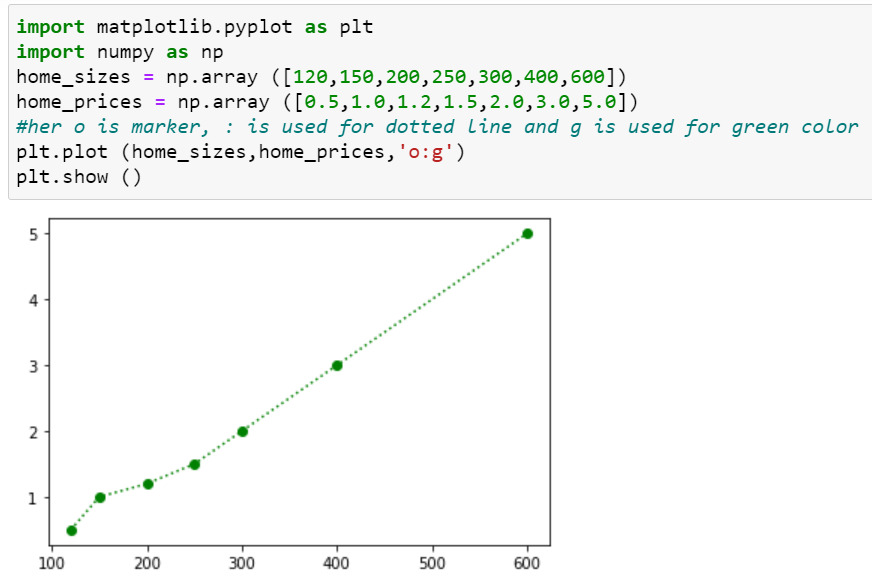 import matplotlib.pyplot as plt
import numpy as np
home_sizes = np.array ([120,150,200,250,300,400,600])
home_prices = np.array ([0.5,1.0,1.2,1.5,2.0,3.0,5.0])
#her o is marker, : is used for dotted line and g is used for green color
plt.plot (home_sizes,home_prices,'o:g')
plt.show ()
5
4
3
2
1
100 200 300 400 500 600